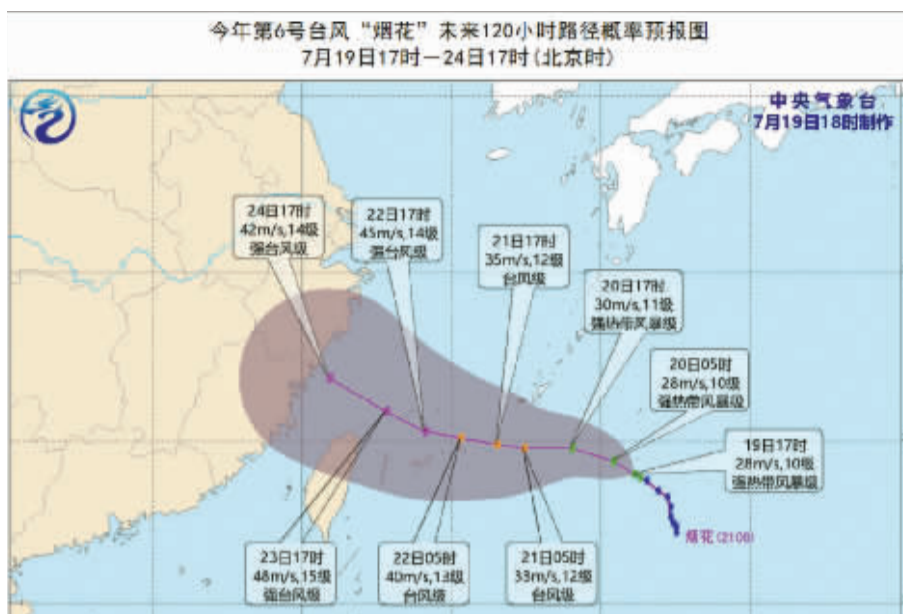 今年第6号台风“烟花”未来120小时路径概率预报图
7月19日17时－24日17时(北京时)
中央气象台
7月19日18时制作
24日17时
42m/s,14级
强台风级
22日17时
45m/s,14级
强台风级
21日17时
35m/s,12级
台风级
20日17时
30m/s,11级
强热带风暴级
20日05时
28m/s,10级
强热带风暴级
19日17时
28m/s,10级
强热带风暴级
烟花(2106)
23日17时
48m/s,15级
强台风级
22日05时
40m/s,13级
台风级
21日05时
33m/s,12级
台风级